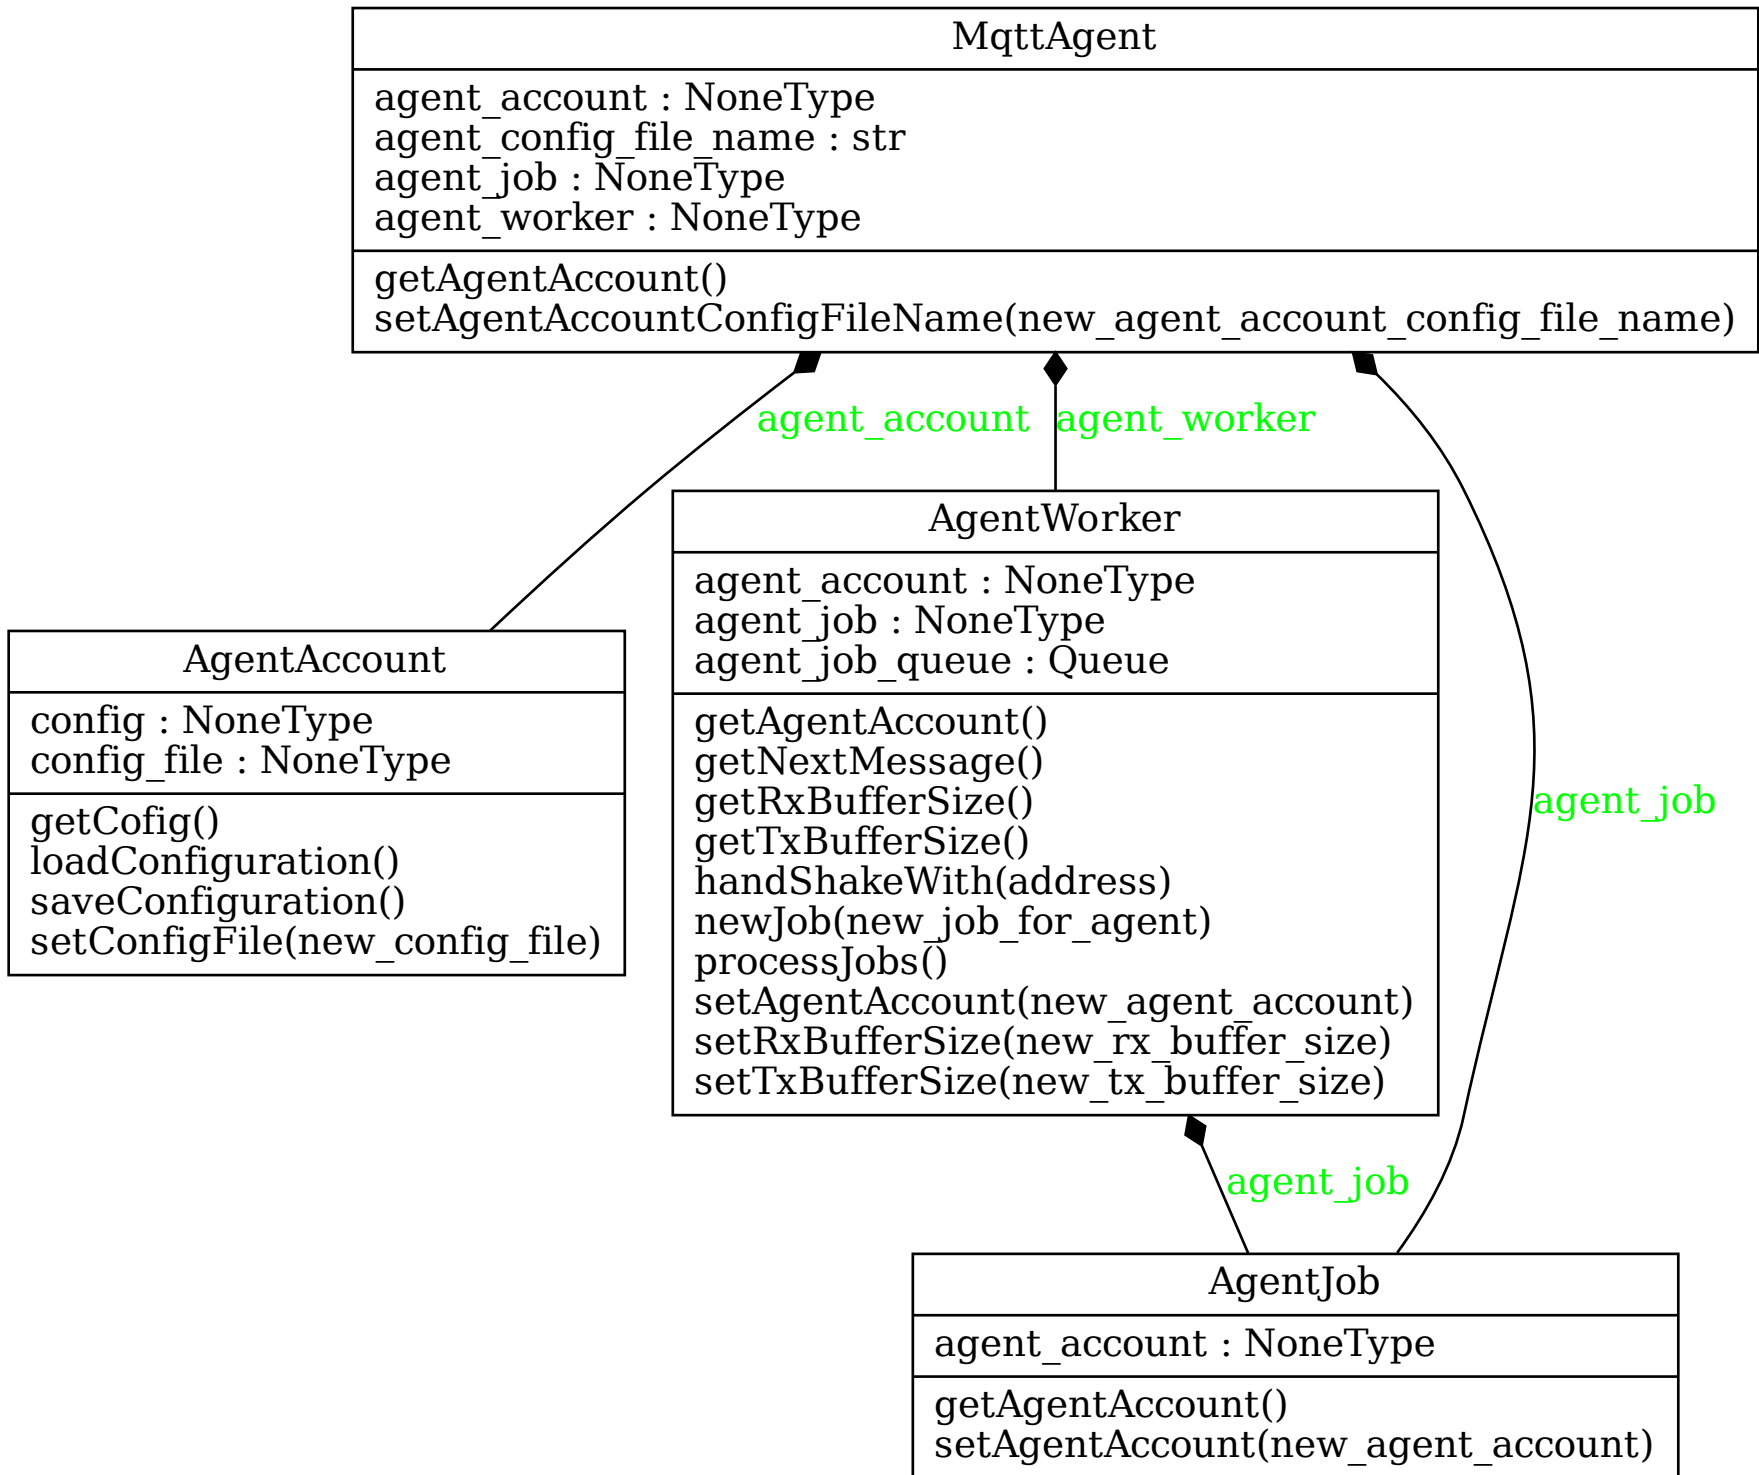 MqttAgent
agent_account : NoneType
agent_config_file_name : str
agent_job : NoneType
agent_worker : NoneType
getAgentAccount()
setAgentAccountConfigFileName(new_agent_account_config_file_name)
agent_account
agent_worker
AgentWorker
agent_account : NoneType
agent_job : NoneType
agent_job_queue : Queue
getAgentAccount()
getNextMessage()
getRxBufferSize()
getTxBufferSize()
handShakeWith(address)
newJob(new_job_for_agent)
processJobs()
setAgentAccount(new_agent_account)
setRxBufferSize(new_rx_buffer_size)
setTxBufferSize(new_tx_buffer_size)
AgentAccount
config : NoneType
config_file : NoneType
getCofig()
loadConfiguration()
saveConfiguration()
setConfigFile(new_config_file)
agent_job
agent_job
AgentJob
agent_account : NoneType
getAgentAccount()
setAgentAccount(new_agent_account)